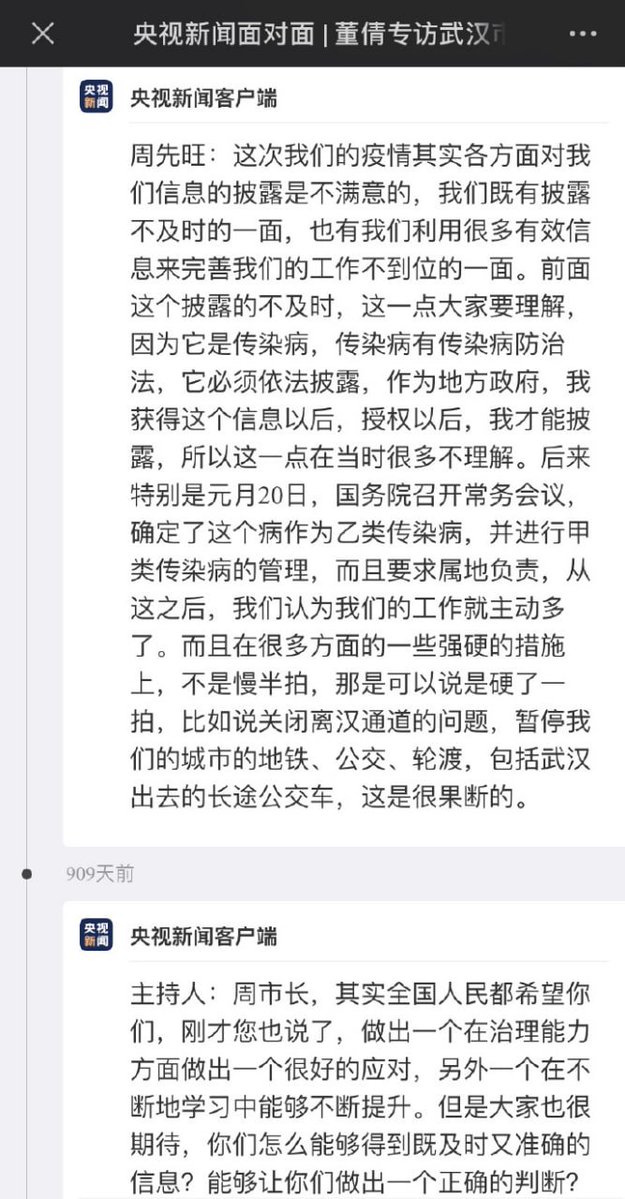 央视新闻面对面 | 董倩专访武汉市
央视
新闻
央视新闻客户端
周先旺：这次我们的疫情其实各方面对我
们信息的披露是不满意的，我们既有披露
不及时的一面，也有我们利用很多有效信
息来完善我们的工作不到位的一面。前面
这个披露的不及时，这一点大家要理解，
因为它是传染病，传染病有传染病防治
法，它必须依法披露，作为地方政府，我
获得这个信息以后，授权以后，我才能披
露，所以这一点在当时很多不理解。后来
特别是元月20日，国务院召开常务会议，
确定了这个病作为乙类传染病，并进行甲
类传染病的管理，而且要求属地负责，从
这之后，我们认为我们的工作就主动多
了。而且在很多方面的一些强硬的措施
上，不是慢半拍，那是可以说是硬了一
拍，比如说关闭离汉通道的问题，暂停我
们的城市的地铁、公交、轮渡，包括武汉
出去的长途公交车，这是很果断的。
909天前
央视
新闻
央视新闻客户端
主持人：周市长，其实全国人民都希望你
们，刚才您也说了，做出一个在治理能力
方面做出一个很好的应对，另外一个在不
断地学习中能够不断提升。但是大家也很
期待，你们怎么能够得到既及时又准确的
信息？能够让你们做出一个正确的判断？